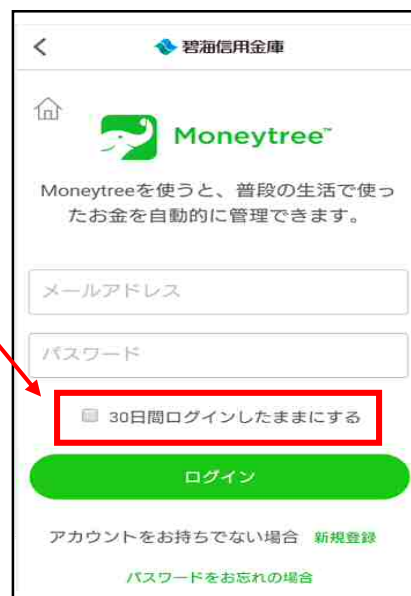 碧海信用金庫
Moneytree™
Moneytreeを使うと、普段の生活で使っ
たお金を自動的に管理できます。
メールアドレス
パスワード
30日間ログインしたままにする
ログイン
アカウントをお持ちでない場合 新規登録
パスワードをお忘れの場合